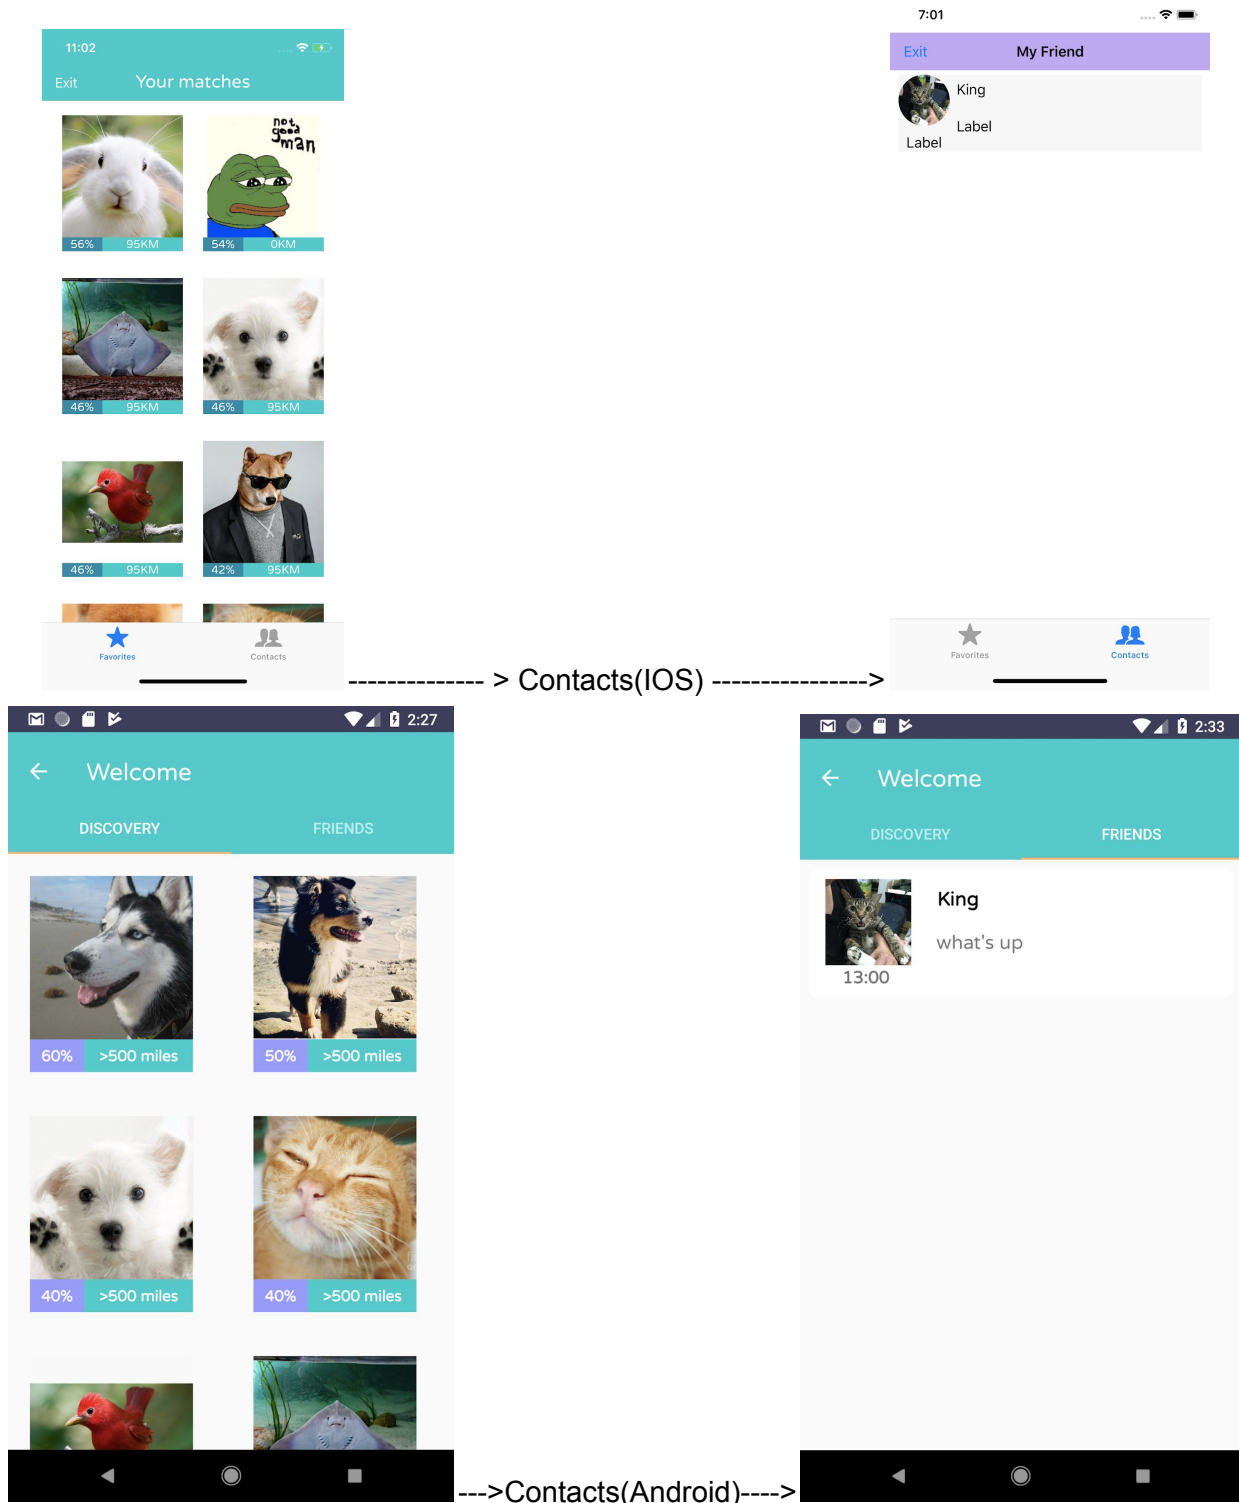 11:02
Exit Your matches
not
good
man
56% 95KM 54% 0KM
46% 95KM 46% 95KM
46% 95KM 42% 95KM
Favorites Contacts
-------------- > Contacts(IOS) ---------------->
7:01
Exit My Friend
King
Label
Label
Favorites Contacts
2:27
Welcome
DISCOVERY FRIENDS
60% >500 miles 50% >500 miles
40% >500 miles 40% >500 miles
--->Contacts(Android)---->
2:33
Welcome
DISCOVERY FRIENDS
King
what's up
13:00